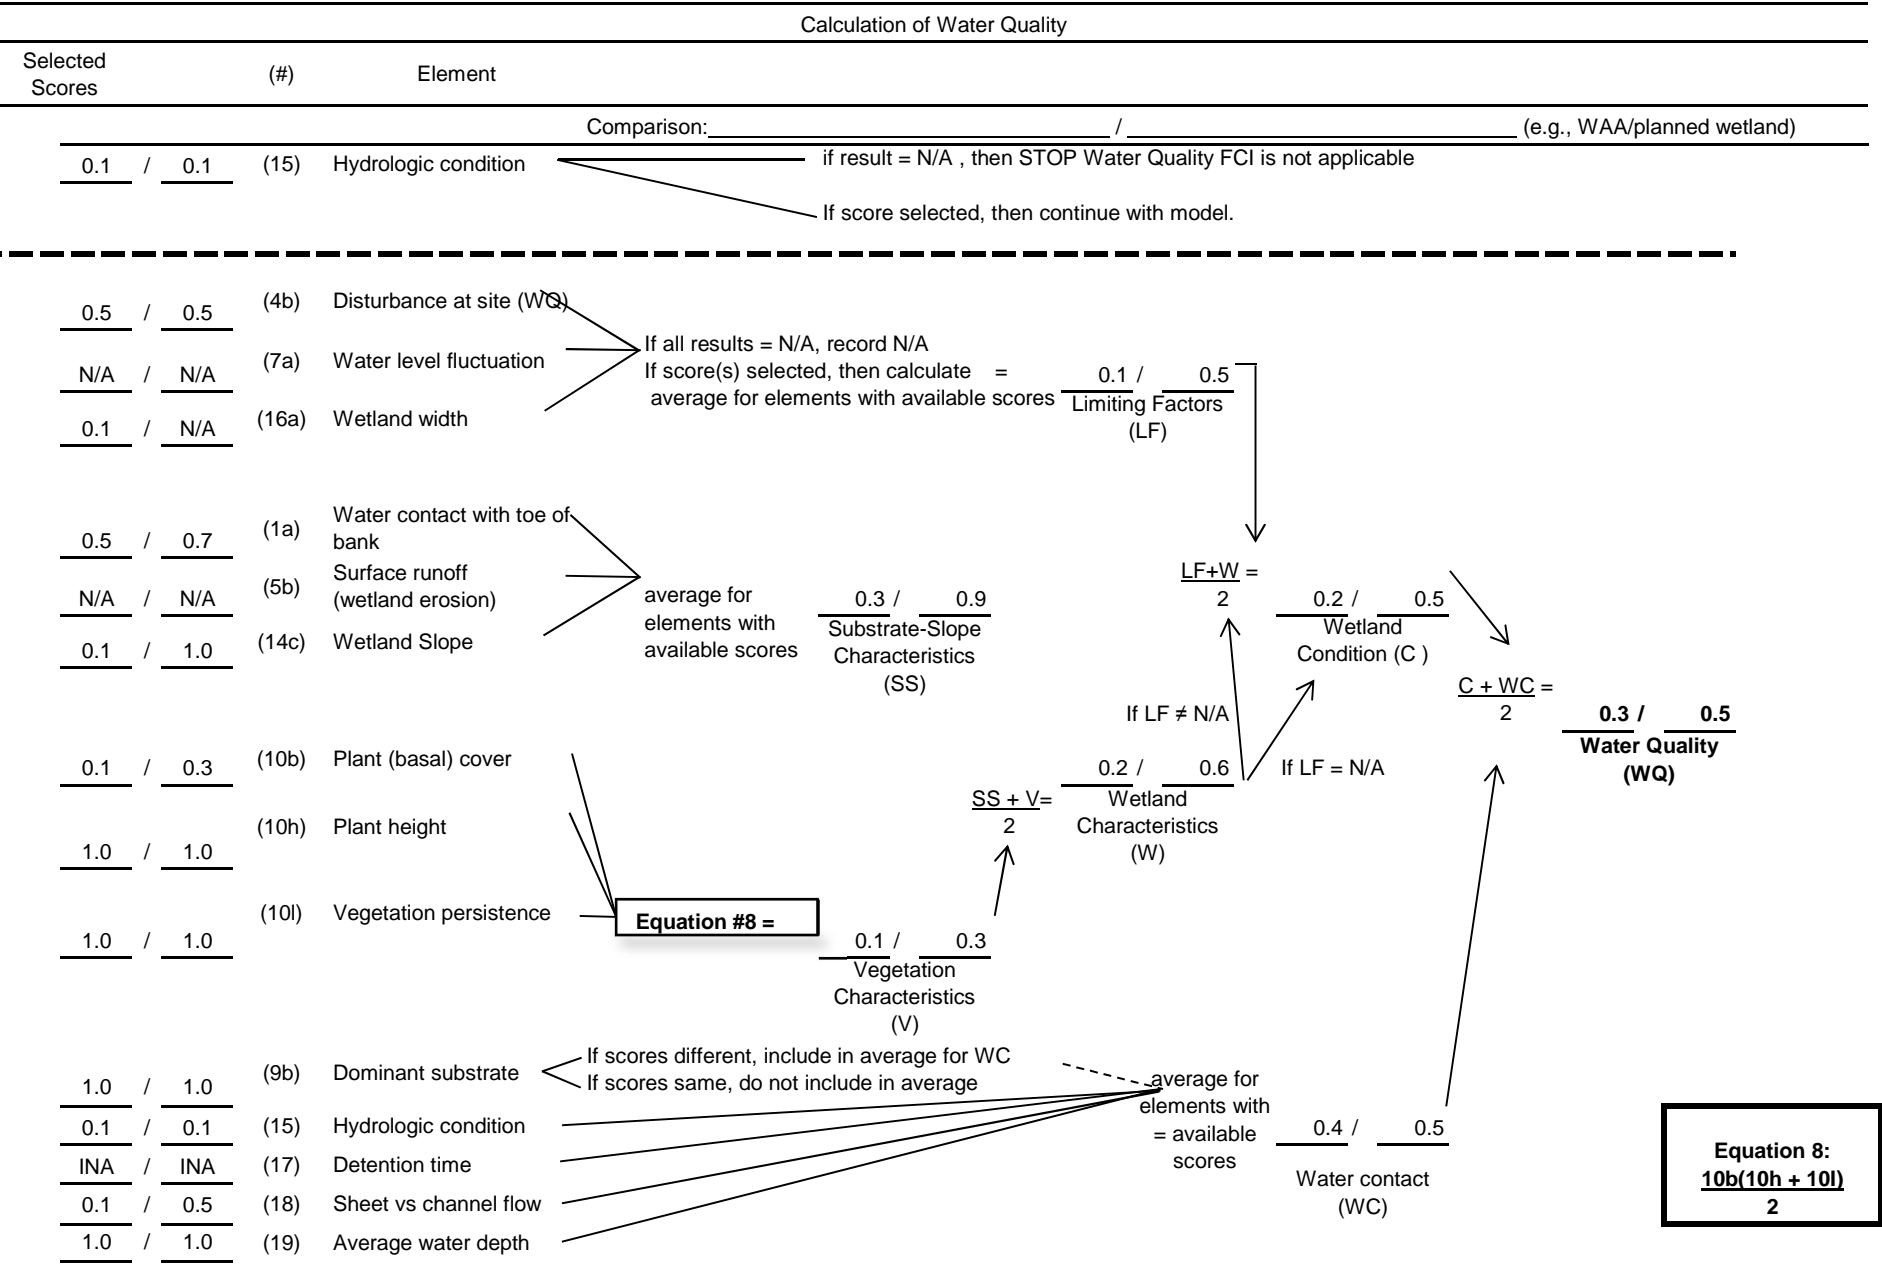 Calculation of Water Quality
Selected
Scores
(#) Element
Comparison: / (e.g., WAA/planned wetland)
0.1 / 0.1 (15) Hydrologic condition if result = N/A , then STOP Water Quality FCI is not applicable
If score selected, then continue with model.
0.5 / 0.5 (4b) Disturbance at site (WQ)
N/A / N/A (7a) Water level fluctuation
0.1 / N/A (16a) Wetland width
If all results = N/A, record N/A
If score(s) selected, then calculate =
average for elements with available scores
0.1 / 0.5
Limiting Factors
(LF)
0.5 / 0.7 (1a) Water contact with toe of
bank
N/A / N/A (5b) Surface runoff
(wetland erosion)
0.1 / 1.0 (14c) Wetland Slope
average for
elements with
available scores
0.3 / 0.9
Substrate-Slope
Characteristics
(SS)
LF+W =
2
0.2 / 0.5
Wetland
Condition (C )
C + WC =
2
0.3 / 0.5
Water Quality
(WQ)
If LF ≠ N/A
If LF = N/A
0.1 / 0.3 (10b) Plant (basal) cover
1.0 / 1.0 (10h) Plant height
1.0 / 1.0 (10l) Vegetation persistence
SS + V=
2
0.2 / 0.6
Wetland
Characteristics
(W)
Equation #8 =
0.1 / 0.3
Vegetation
Characteristics
(V)
1.0 / 1.0 (9b) Dominant substrate
If scores different, include in average for WC
If scores same, do not include in average
0.1 / 0.1 (15) Hydrologic condition
INA / INA (17) Detention time
0.1 / 0.5 (18) Sheet vs channel flow
1.0 / 1.0 (19) Average water depth
average for
elements with
= available
scores
0.4 / 0.5
Water contact
(WC)
Equation 8:
10b(10h + 10l)
2